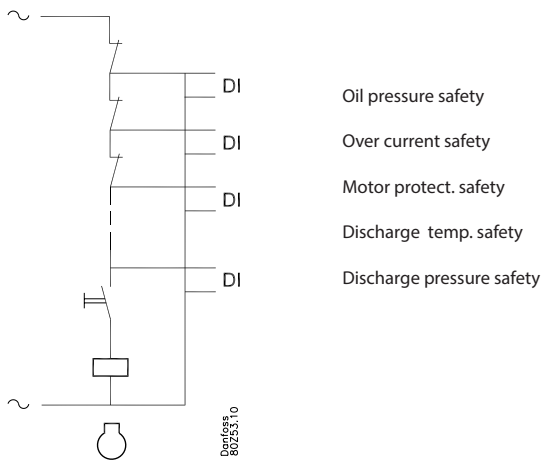 DI
Oil pressure safety
DI
Over current safety
DI
Motor protect. safety
Discharge temp. safety
DI
Discharge pressure safety
Danfoss
80Z53.10